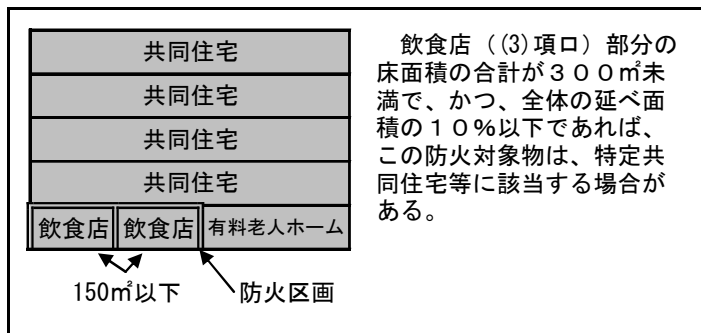 共同住宅
共同住宅
共同住宅
共同住宅
飲食店 飲食店 有料老人ホーム
150㎡以下 防火区画
飲食店（(3)項ロ）部分の
床面積の合計が３００㎡未
満で、かつ、全体の延べ面
積の１０％以下であれば、
この防火対象物は、特定共
同住宅等に該当する場合が
ある。